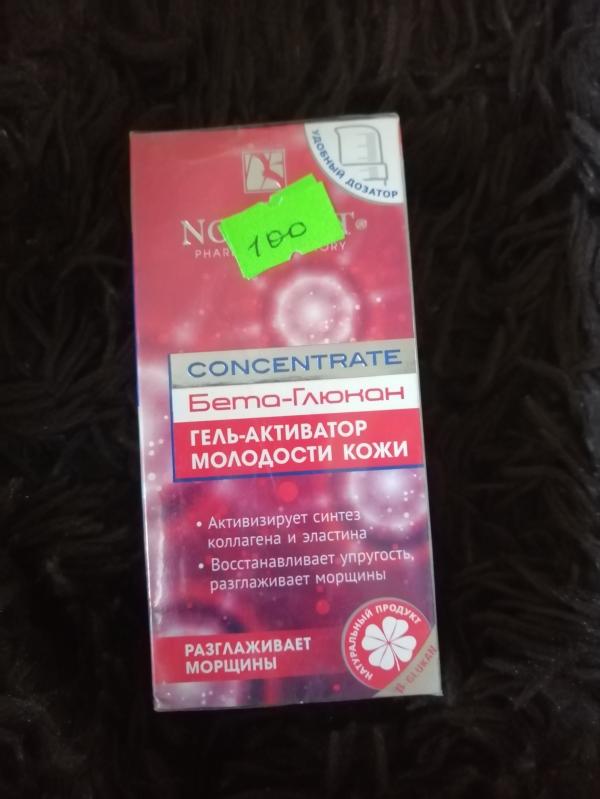 УДОБНЫЙ ДОЗАТОР
100
CONCENTRATE
Бета-Глюкан
ГЕЛЬ-АКТИВАТОР
МОЛОДОСТИ КОЖИ
• Активизирует синтез
коллагена и эластина
• Восстанавливает упругость,
разглаживает морщины
РАЗГЛАЖИВАЕТ
МОРЩИНЫ
НАТУРАЛЬНЫЙ ПРОДУКТ
β-GLUKAN